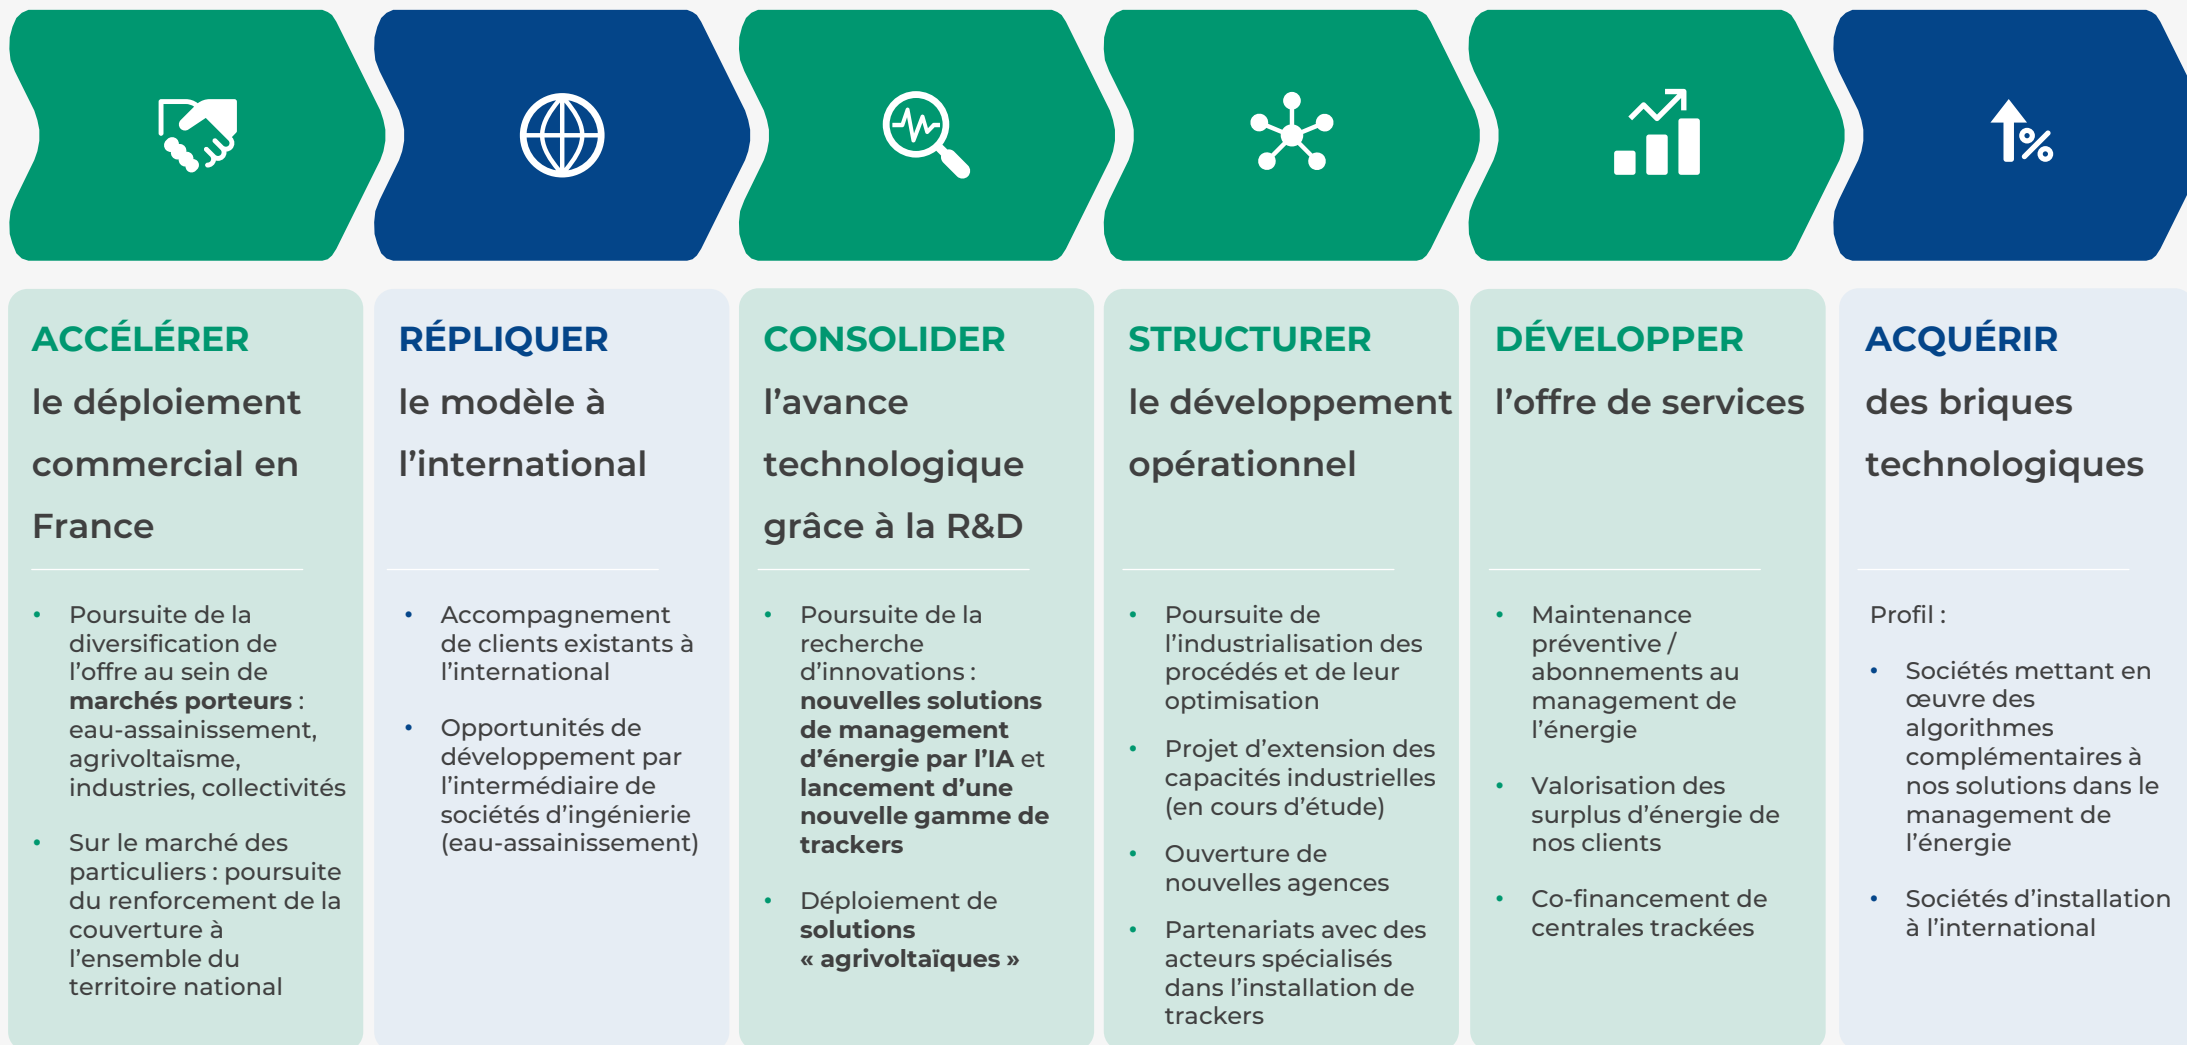 ACCÉLÉRER
le déploiement
commercial en
France
• Poursuite de la
diversification de
l’offre au sein de
marchés porteurs :
eau-assainissement,
agrivoltaïsme,
industries, collectivités
• Sur le marché des
particuliers : poursuite
du renforcement de la
couverture à
l’ensemble du
territoire national
RÉPLIQUER
le modèle à
l’international
• Accompagnement
de clients existants à
l’international
• Opportunités de
développement par
l’intermédiaire de
sociétés d’ingénierie
(eau-assainissement)
CONSOLIDER
l’avance
technologique
grâce à la R&D
• Poursuite de la
recherche
d’innovations :
nouvelles solutions
de management
d’énergie par l’IA et
lancement d’une
nouvelle gamme de
trackers
• Déploiement de
solutions
« agrivoltaïques »
STRUCTURER
le développement
opérationnel
• Poursuite de
l’industrialisation des
procédés et de leur
optimisation
• Projet d’extension des
capacités industrielles
(en cours d’étude)
• Ouverture de
nouvelles agences
• Partenariats avec des
acteurs spécialisés
dans l’installation de
trackers
DÉVELOPPER
l’offre de services
• Maintenance
préventive /
abonnements au
management de
l’énergie
• Valorisation des
surplus d’énergie de
nos clients
• Co-financement de
centrales trackées
%
ACQUÉRIR
des briques
technologiques
Profil :
• Sociétés mettant en
œuvre des
algorithmes
complémentaires à
nos solutions dans le
management de
l’énergie
• Sociétés d’installation
à l’international